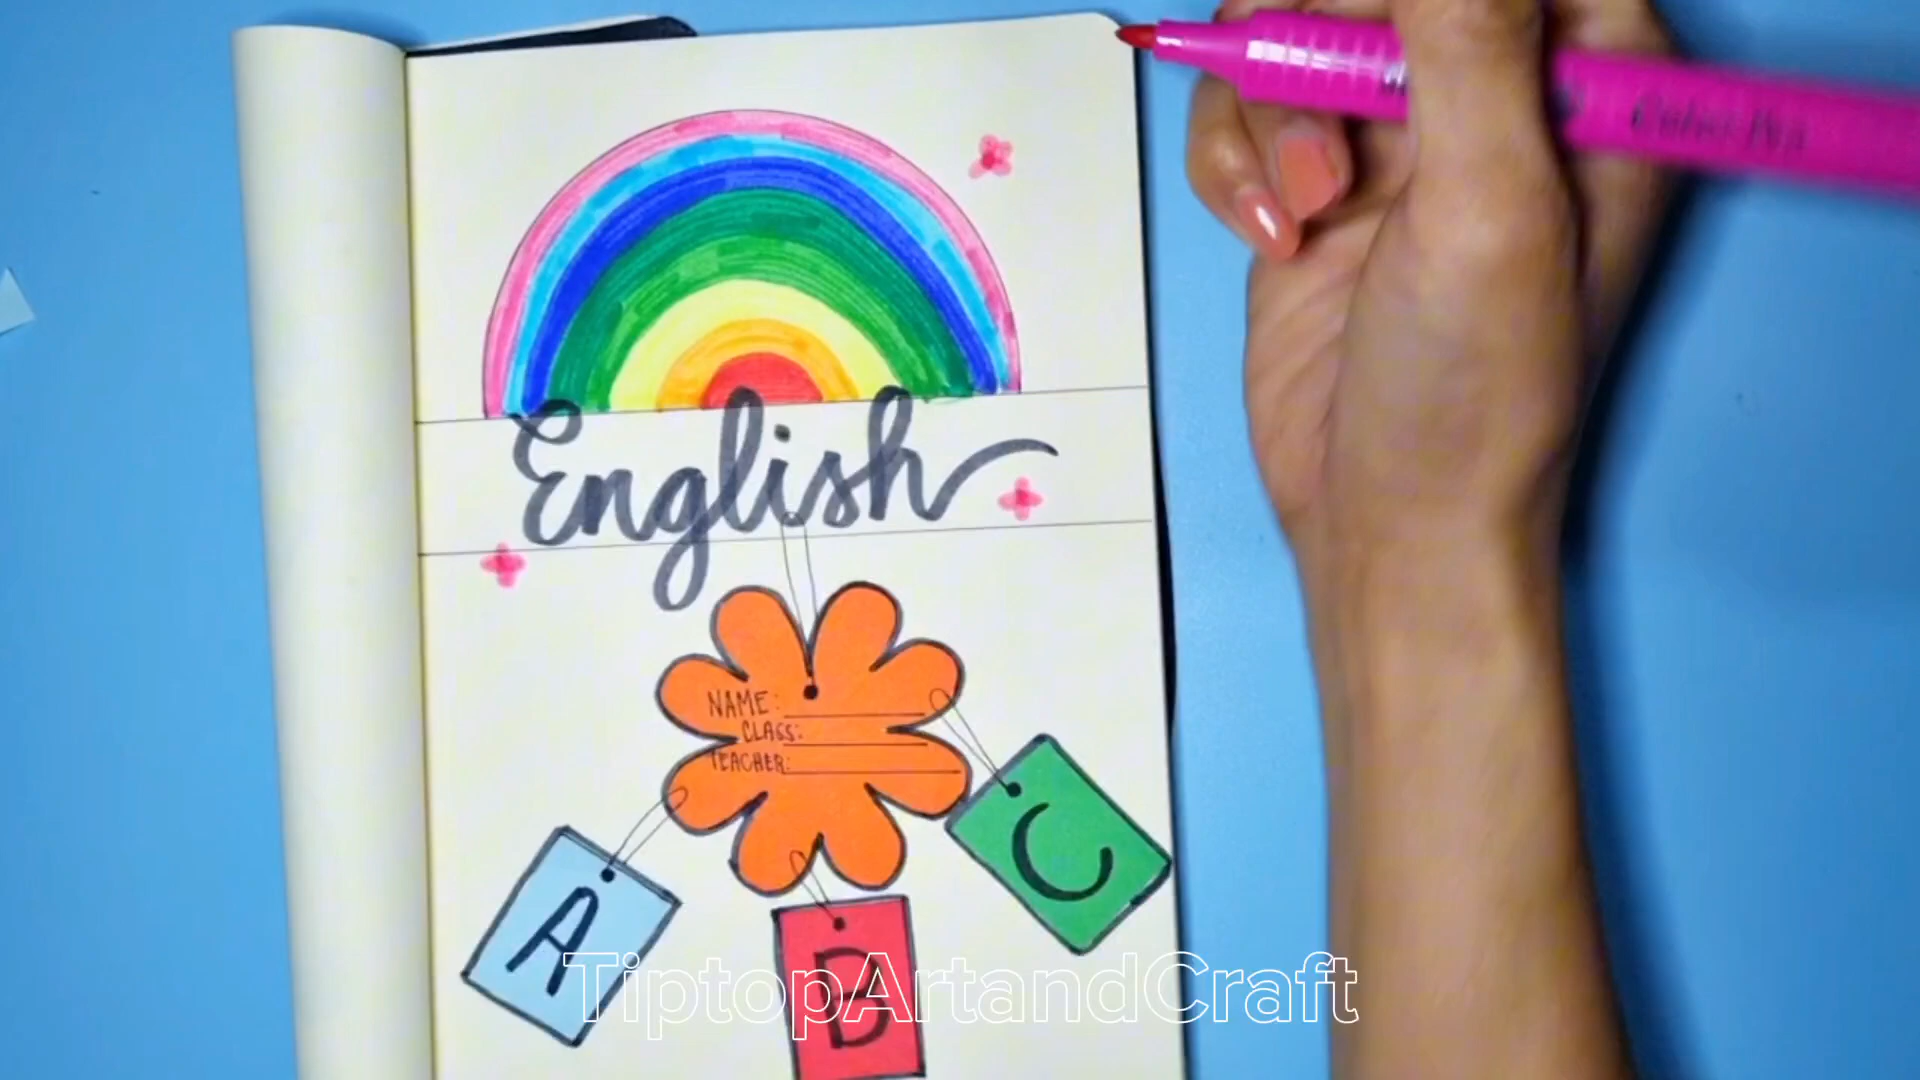 English
NAME:
CLASS:
TEACHER:
A
B
C
TiptopArtandCraft